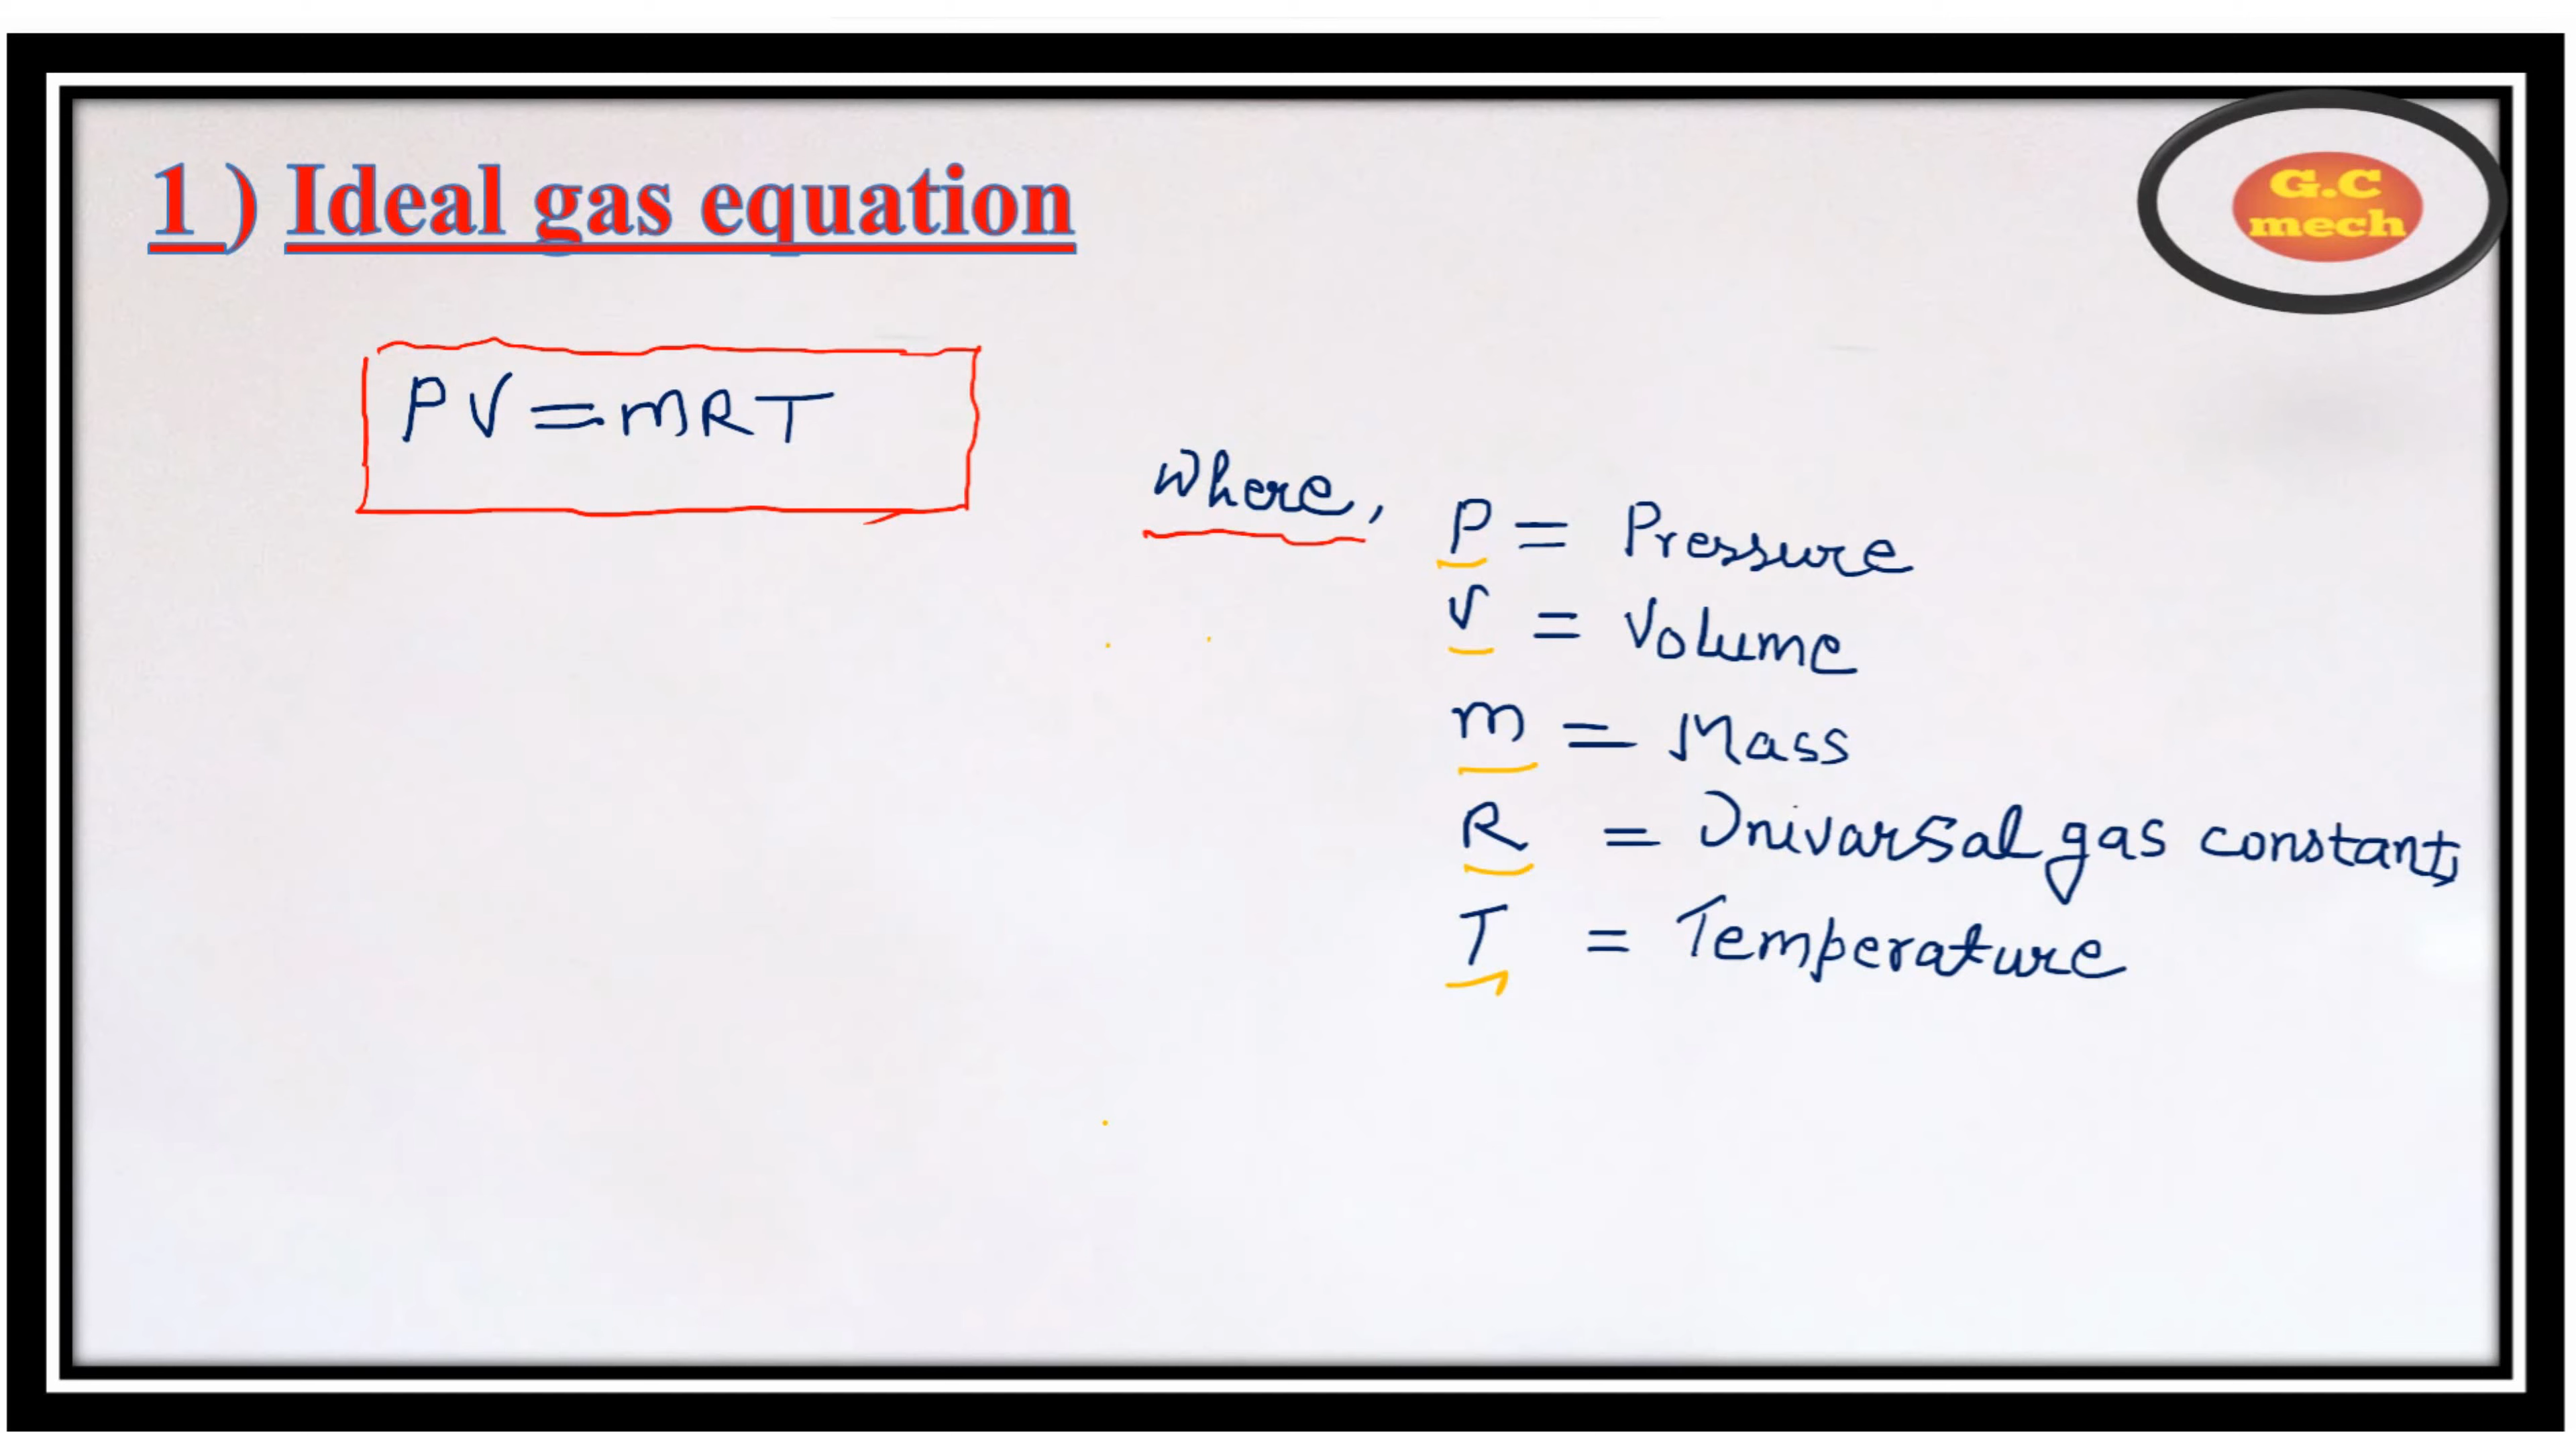 1 ) Ideal gas equation
G.C
mech
PV = mRT
where,
P = Pressure
V = Volume
m = Mass
R = Univarsal gas constant
T = Temperature